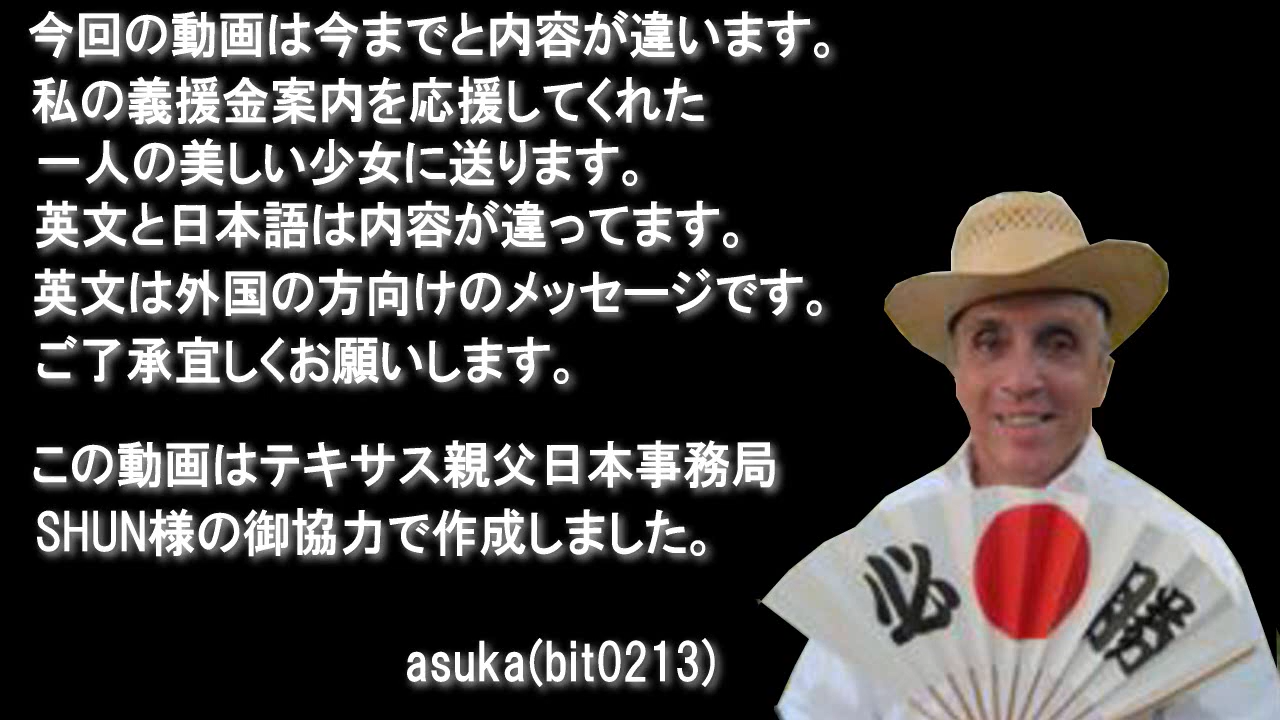 今回の動画は今までと内容が違います。
私の義援金案内を応援してくれた
一人の美しい少女に送ります。
英文と日本語は内容が違ってます。
英文は外国の方向けのメッセージです。
ご了承宜しくお願いします。
この動画はテキサス親父日本事務局
SHUN様の御協力で作成しました。
asuka(bit0213)
必勝